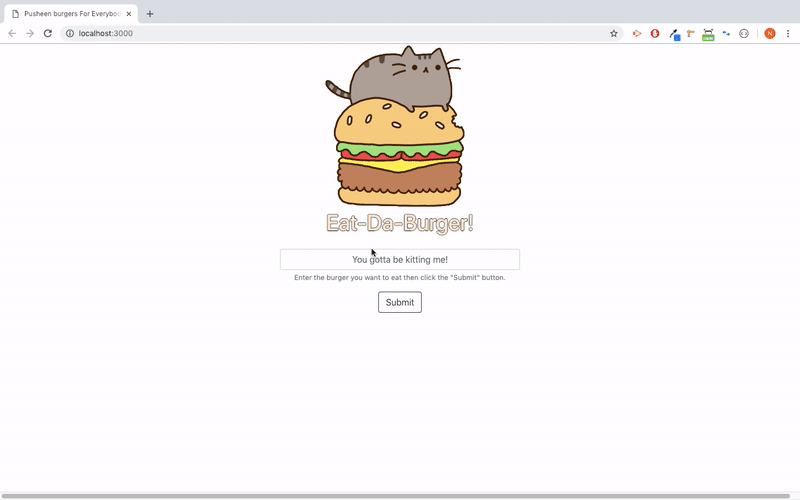 Pusheen burgers For Everybod
localhost:3000
N
Eat-Da-Burger!
You gotta be kitting me!
Enter the burger you want to eat then click the "Submit" button.
Submit